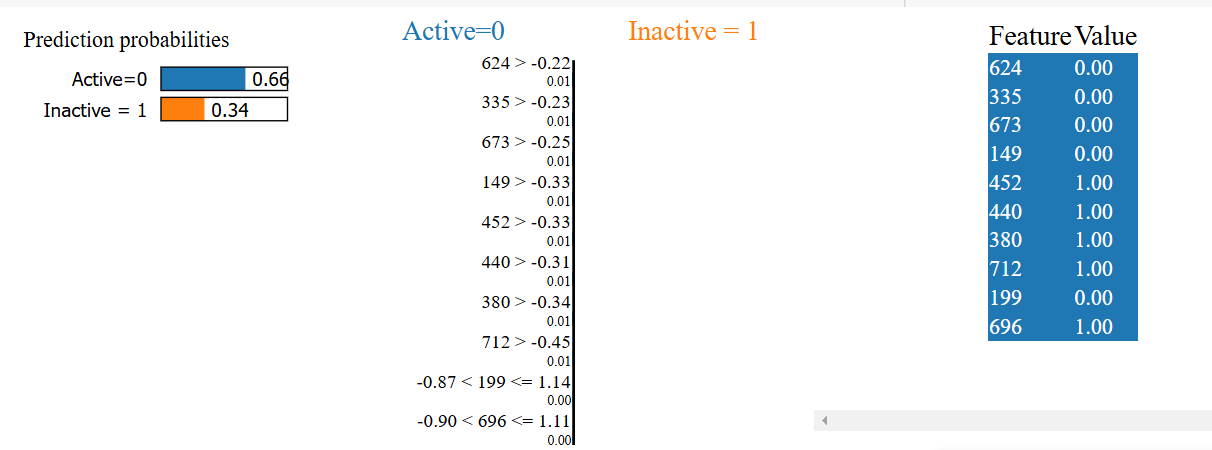 Prediction probabilities
Active=0 0.66
Inactive = 1 0.34
Active=0 Inactive = 1
624 > -0.22
0.01
335 > -0.23
0.01
673 > -0.25
0.01
149 > -0.33
0.01
452 > -0.33
0.01
440 > -0.31
0.01
380 > -0.34
0.01
712 > -0.45
0.01
-0.87 < 199 <= 1.14
0.00
-0.90 < 696 <= 1.11
0.00
Feature Value
624 0.00
335 0.00
673 0.00
149 0.00
452 1.00
440 1.00
380 1.00
712 1.00
199 0.00
696 1.00